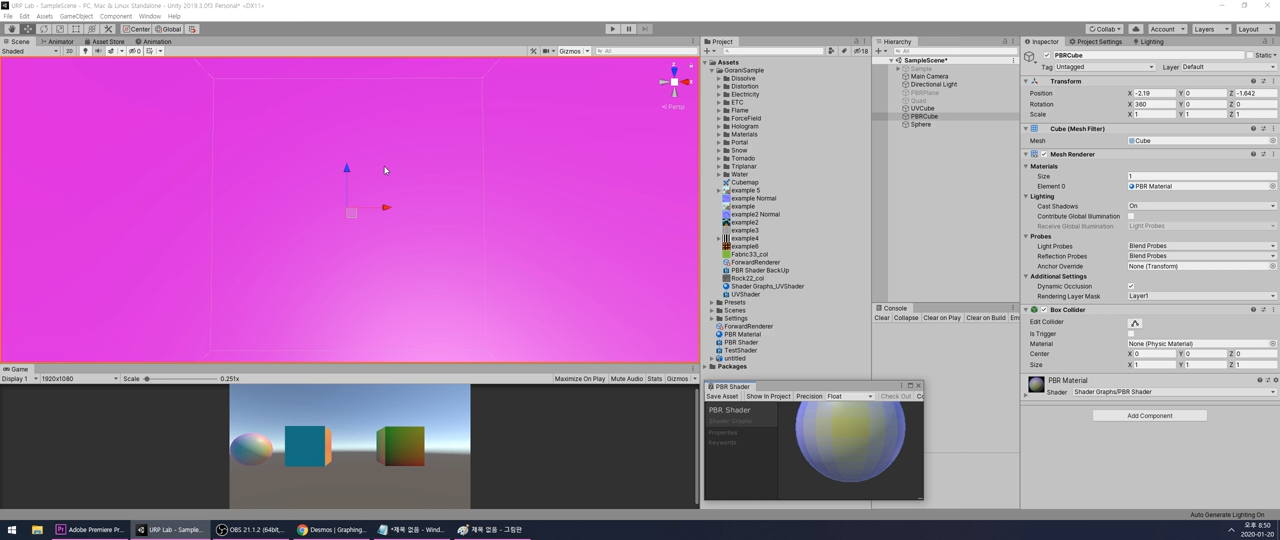 URP Lab - SampleScene - PC, Mac & Linux Standalone - Unity 2019.3.0f3 Personal* <DX11>
File Edit Assets GameObject Component Window Help
Center Global Collab Account Layers Layout
Scene Animator Asset Store Animation
Shaded 2D 0 Gizmos All
z
x
Persp
Game
Display 1 1920x1080 Scale 0.251x Maximize On Play Mute Audio Stats Gizmos
Project
18
Assets
GoraniSample
Dissolve
Distortion
Electricity
ETC
Flame
ForceField
Hologram
Materials
Portal
Snow
Tornado
Triplanar
Water
Cubemap
example 5
example Normal
example
example2 Normal
example2
example3
example4
example6
Fabric33_col
ForwardRenderer
PBR Shader BackUp
Rock22_col
Shader Graphs_UVShader
UVShader
Presets
Scenes
Settings
ForwardRenderer
PBR Material
PBR Shader
TestShader
untitled
Packages
PBR Shader
Save Asset Show In Project Precision Float Check Out
PBR Shader
Shader Graphs
Properties
Keywords
Hierarchy
All
SampleScene*
Sample
Main Camera
Directional Light
PBRPlane
Quad
UVCube
PBRCube
Sphere
Console
Clear Collapse Clear on Play Clear on Build
Inspector Project Settings Lighting
PBRCube Static
Tag Untagged Layer Default
Transform
Position X -2.19 Y 0 Z -1.642
Rotation X 360 Y 0 Z 0
Scale X 1 Y 1 Z 1
Cube (Mesh Filter)
Mesh Cube
Mesh Renderer
Materials
Size 1
Element 0 PBR Material
Lighting
Cast Shadows On
Contribute Global Illumination
Receive Global Illumination Light Probes
Probes
Light Probes Blend Probes
Reflection Probes Blend Probes
Anchor Override None (Transform)
Additional Settings
Dynamic Occlusion
Rendering Layer Mask Layer1
Box Collider
Edit Collider
Is Trigger
Material None (Physic Material)
Center X 0 Y 0 Z 0
Size X 1 Y 1 Z 1
PBR Material
Shader Shader Graphs/PBR Shader
Add Component
Auto Generate Lighting On
Adobe Premiere Pr... URP Lab - Sample... OBS 21.1.2 (64bit,... Desmos | Graphing... *제목 없음 - Wind... 제목 없음 - 그림판
오후 8:50
2020-01-20